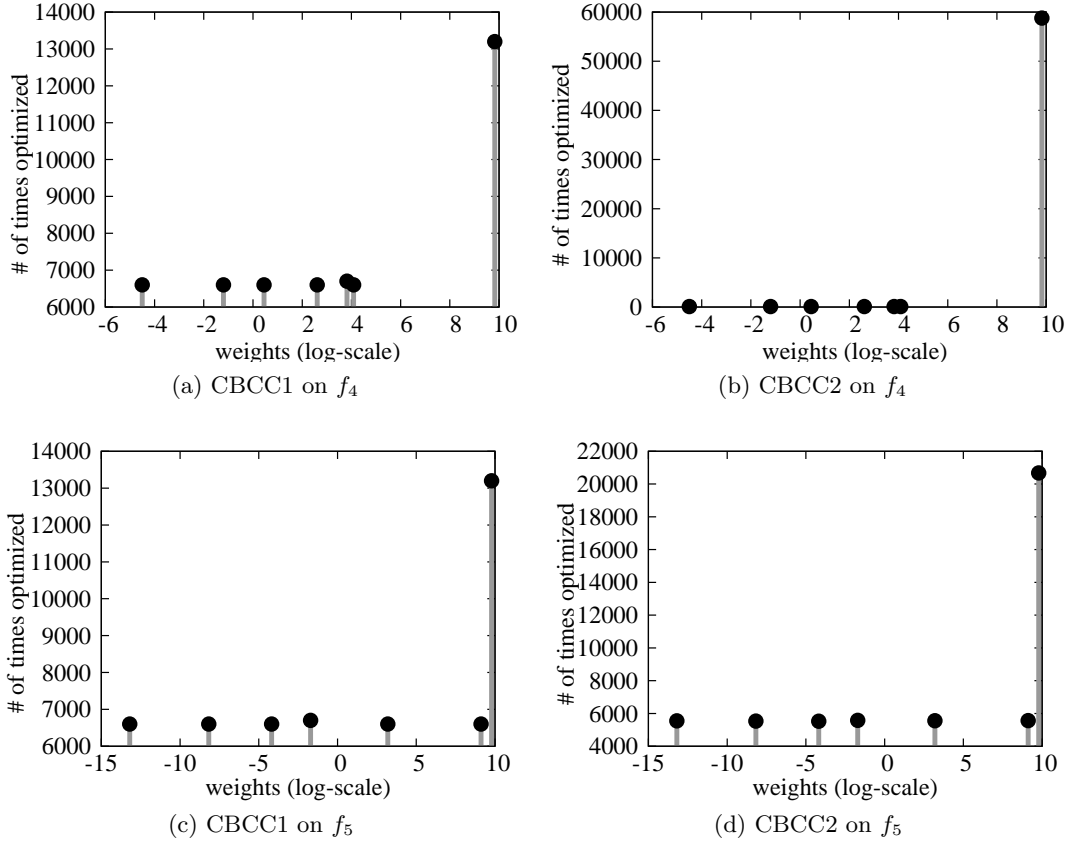 14000
13000
12000
11000
10000
9000
8000
7000
6000
# of times optimized
-6 -4 -2 0 2 4 6 8 10
weights (log-scale)
(a) CBCC1 on f4
60000
50000
40000
30000
20000
10000
0
# of times optimized
-6 -4 -2 0 2 4 6 8 10
weights (log-scale)
(b) CBCC2 on f4
14000
13000
12000
11000
10000
9000
8000
7000
6000
# of times optimized
-15 -10 -5 0 5 10
weights (log-scale)
(c) CBCC1 on f5
22000
20000
18000
16000
14000
12000
10000
8000
6000
4000
# of times optimized
-15 -10 -5 0 5 10
weights (log-scale)
(d) CBCC2 on f5